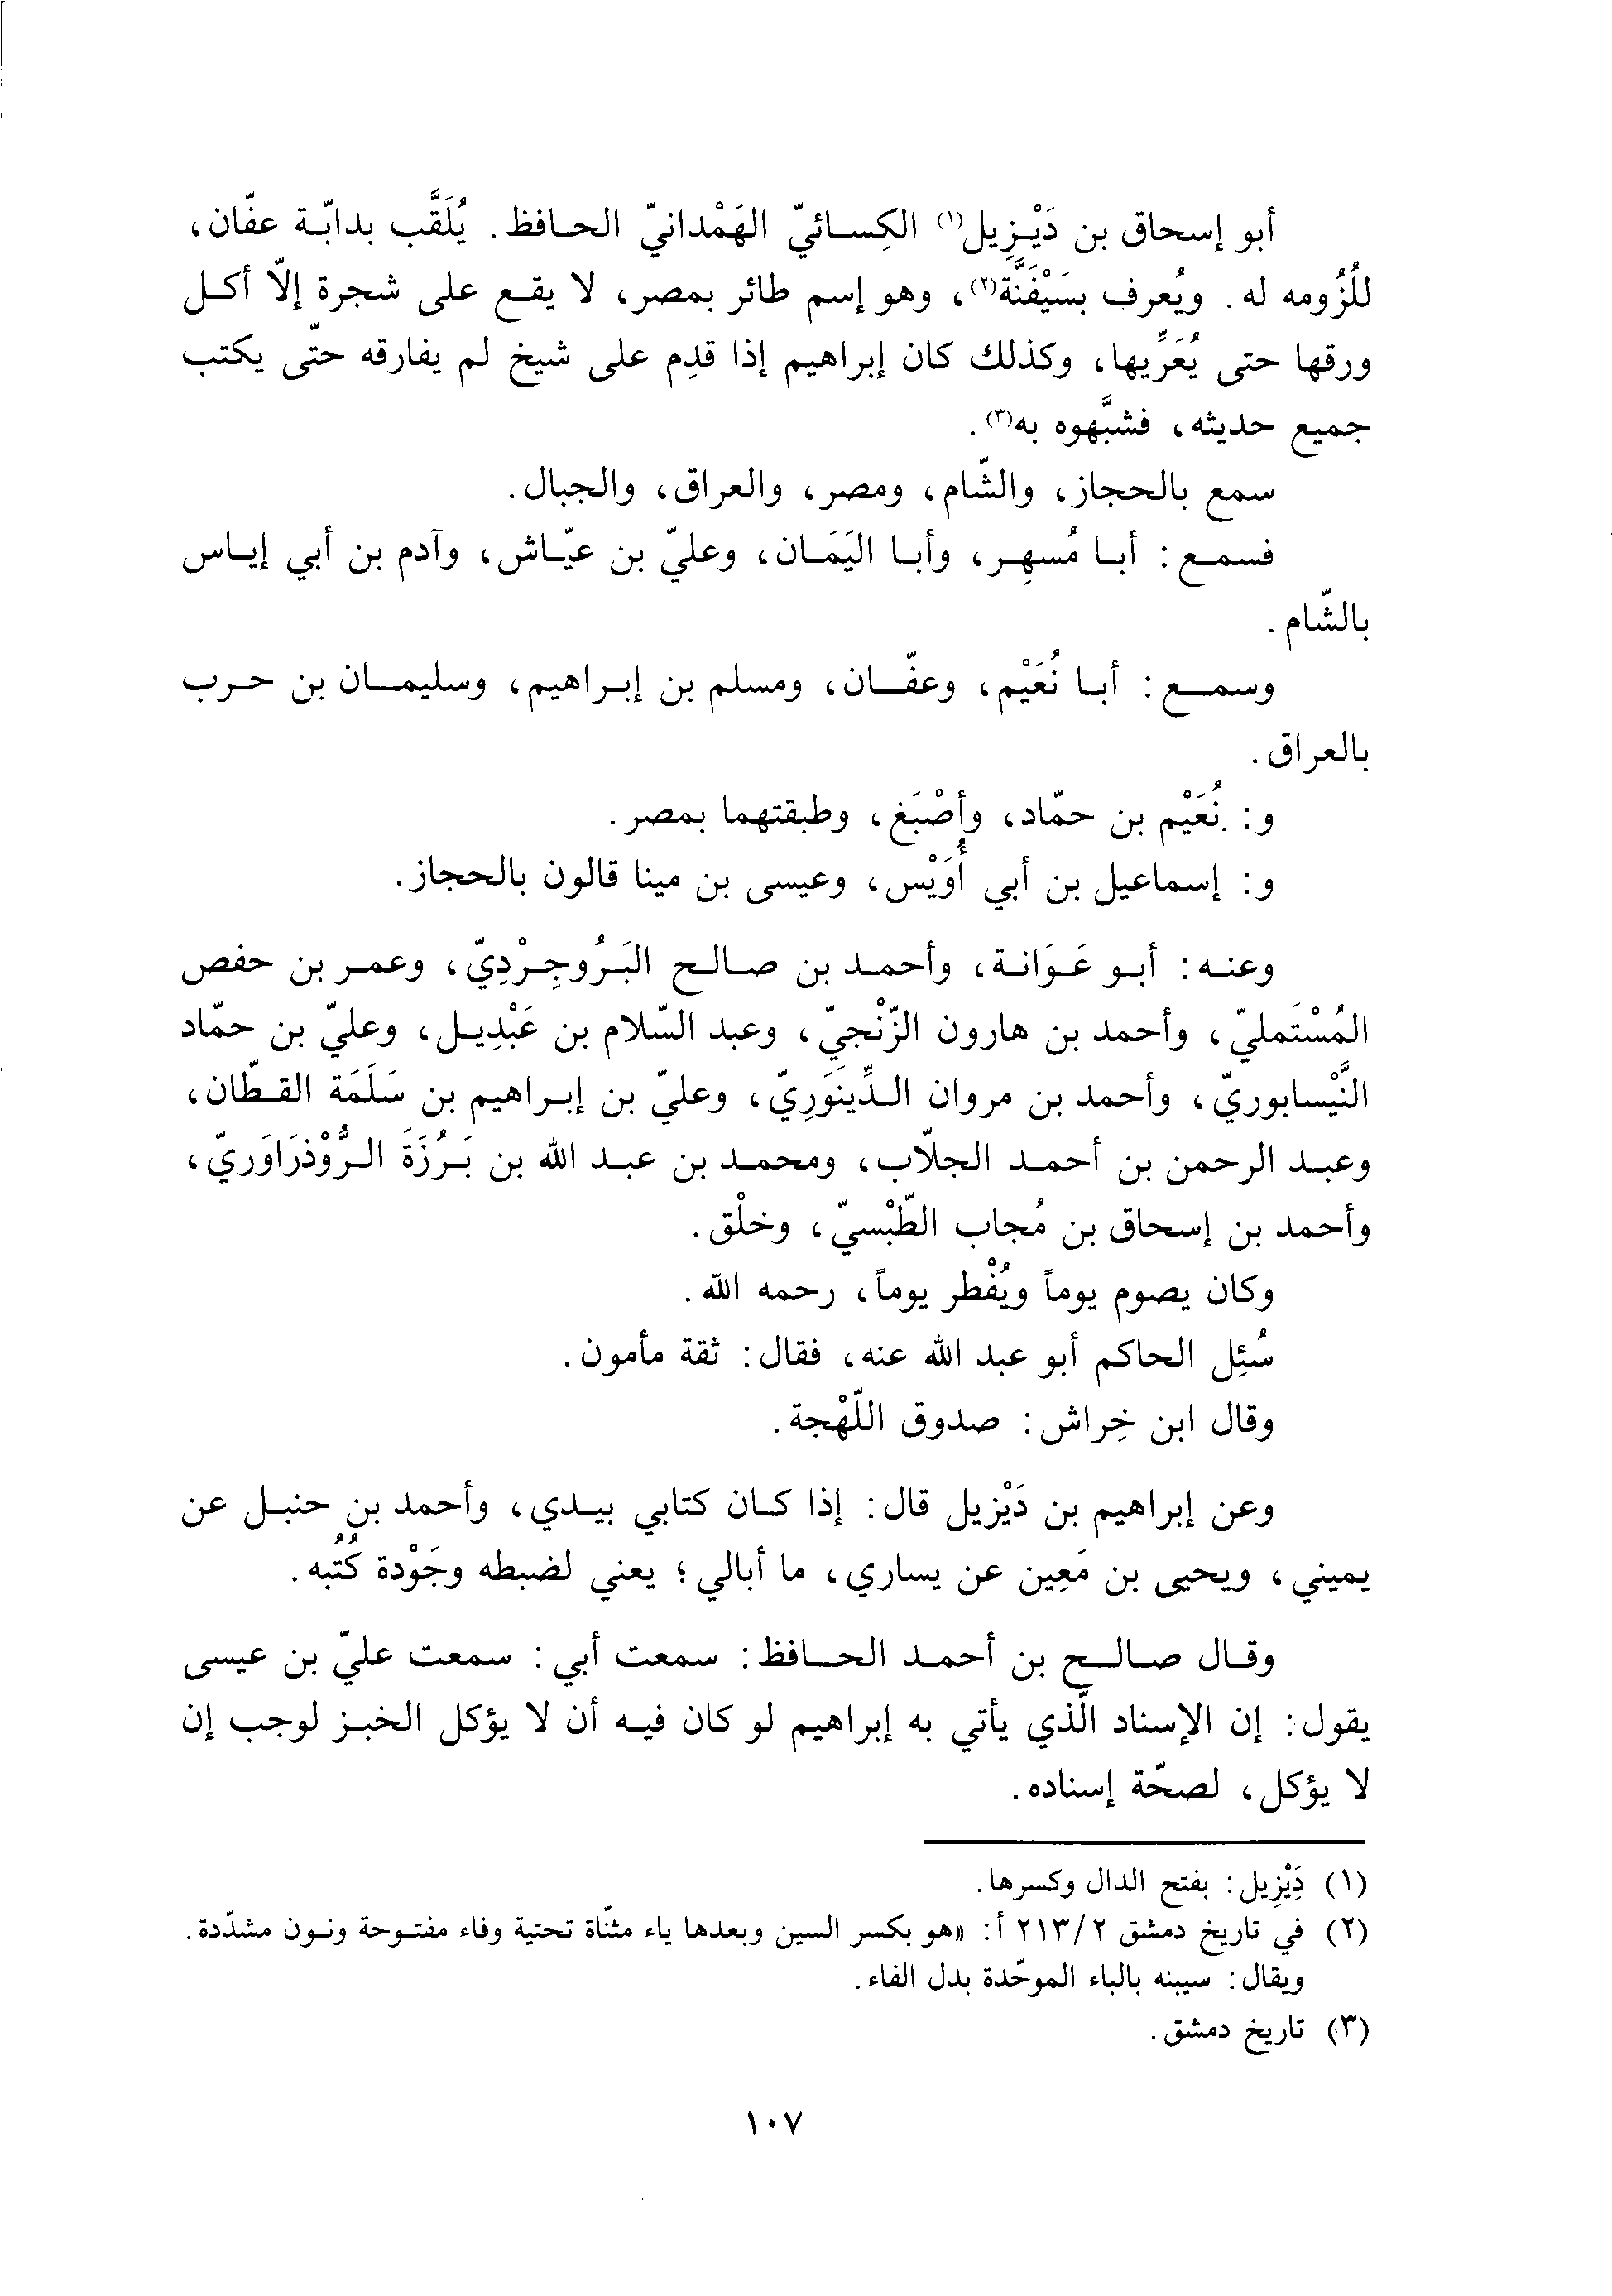 أبو إسحاق بن دَيْزِيل(١) الكِسائيّ الهَمْدانيّ الحافظ. يُلَقَّب بدابّة عفّان،
للُزومه له. ويُعرف بسَيْفَنَّة(٢)، وهو إسم طائر بمصر، لا يقع على شجرة إلّا أكل
ورقها حتى يُعَرِّيها، وكذلك كان إبراهيم إذا قدِم على شيخ لم يفارقه حتّى يكتب
جميع حديثه، فشبَّهوه به(٣).
سمع بالحجاز، والشّام، ومصر، والعراق، والجبال.
فسمع: أبا مُسهِر، وأبا اليَمَان، وعليّ بن عيّاش، وآدم بن أبي إياس
بالشّام.
وسمع: أبا نُعَيْم، وعفّان، ومسلم بن إبراهيم، وسليمان بن حرب
بالعراق.
و: نُعَيْم بن حمّاد، وأصْبَغ، وطبقتهما بمصر.
و: إسماعيل بن أبي أُوَيْس، وعيسى بن مينا قالون بالحجاز.
وعنه: أبو عَوَانة، وأحمد بن صالح البَرُوجِرْدِيّ، وعمر بن حفص
المُسْتَمليّ، وأحمد بن هارون الزّنْجيّ، وعبد السّلام بن عَبْدِيل، وعليّ بن حمّاد
النَّيْسابوريّ، وأحمد بن مروان الدِّينَوَرِيّ، وعليّ بن إبراهيم بن سَلَمَة القطّان،
وعبد الرحمن بن أحمد الجلّاب، ومحمد بن عبد الله بن بَرُزَةَ الرُّوْذرَاوَريّ،
وأحمد بن إسحاق بن مُجاب الطّبْسيّ، وخلْق.
وكان يصوم يوماً ويُفْطر يوماً، رحمه الله.
سُئِل الحاكم أبو عبد الله عنه، فقال: ثقة مأمون.
وقال ابن خِراش: صدوق اللّهْجة.
وعن إبراهيم بن دَيْزيل قال: إذا كان كتابي بيدي، وأحمد بن حنبل عن
يميني، ويحيى بن مَعِين عن يساري، ما أبالي؛ يعني لضبطه وجَوْدة كُتُبه.
وقال صالح بن أحمد الحافظ: سمعت أبي: سمعت عليّ بن عيسى
يقول: إن الإسناد الّذي يأتي به إبراهيم لو كان فيه أن لا يؤكل الخبز لوجب إن
لا يؤكل، لصحّة إسناده.
(١) دَِيْزِيل: بفتح الدال وكسرها.
(٢) في تاريخ دمشق ٢/٢١٣ أ: «هو بكسر السين وبعدها ياء مثنّاة تحتية وفاء مفتوحة ونون مشدّدة.
ويقال: سيبنه بالباء الموحّدة بدل الفاء.
(٣) تاريخ دمشق.
١٠٧